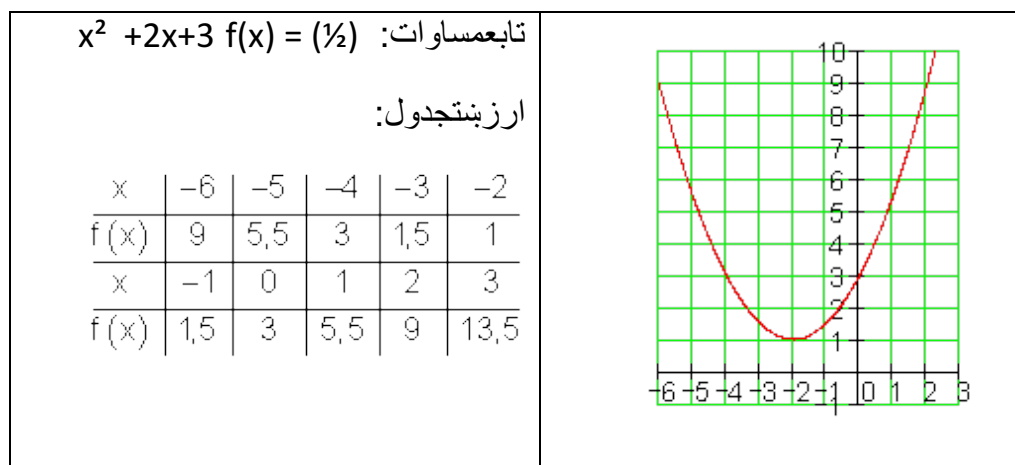 تابعمساوات: x² +2x+3 f(x) = (½)
ارزښتجدول:
x | −6 | −5 | −4 | −3 | −2
f(x) | 9 | 5,5 | 3 | 1,5 | 1
x | −1 | 0 | 1 | 2 | 3
f(x) | 1,5 | 3 | 5,5 | 9 | 13,5
10
9
8
7
6
5
4
3
2
1
-6 -5 -4 -3 -2 -1 0 1 2 3